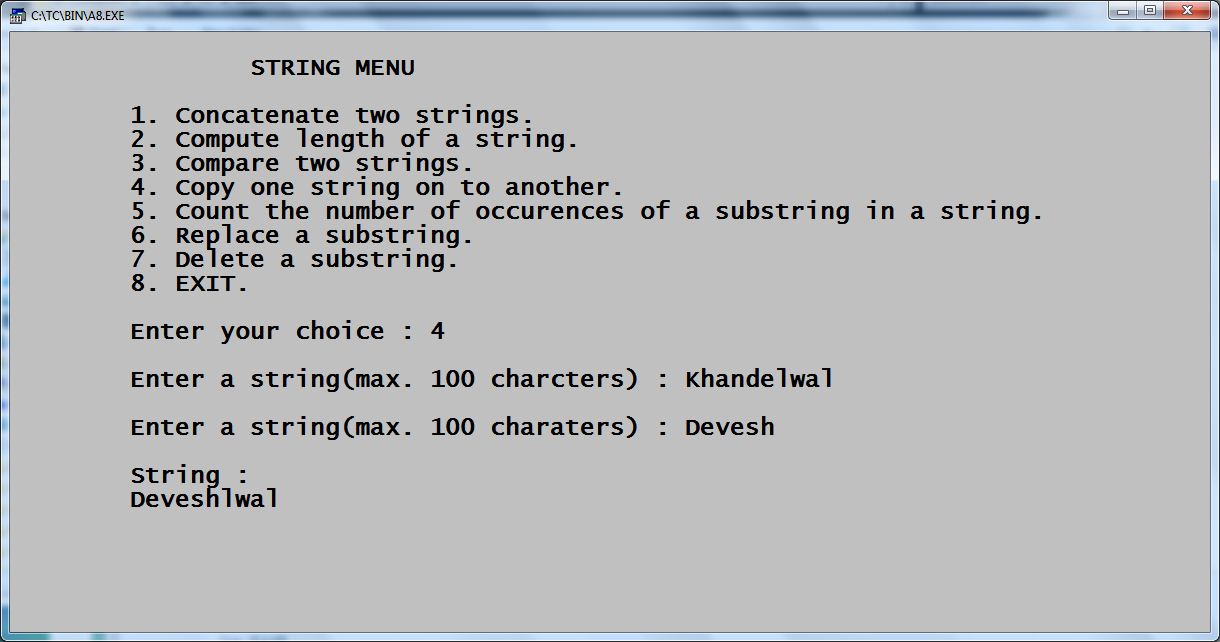 C:\TC\BIN\A8.EXE
STRING MENU
1. Concatenate two strings.
2. Compute length of a string.
3. Compare two strings.
4. Copy one string on to another.
5. Count the number of occurences of a substring in a string.
6. Replace a substring.
7. Delete a substring.
8. EXIT.
Enter your choice : 4
Enter a string(max. 100 charcters) : Khandelwal
Enter a string(max. 100 charaters) : Devesh
String :
Deveshlwal